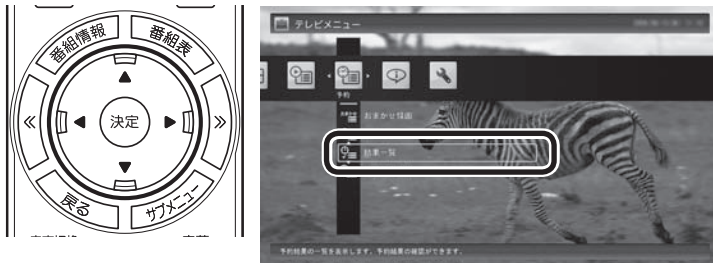 番組情報
番組表
決定
戻る
サブメニュー
テレビメニュー
予約
おまかせ録画
結果一覧
予約結果の一覧を表示します。予約結果の確認ができます。